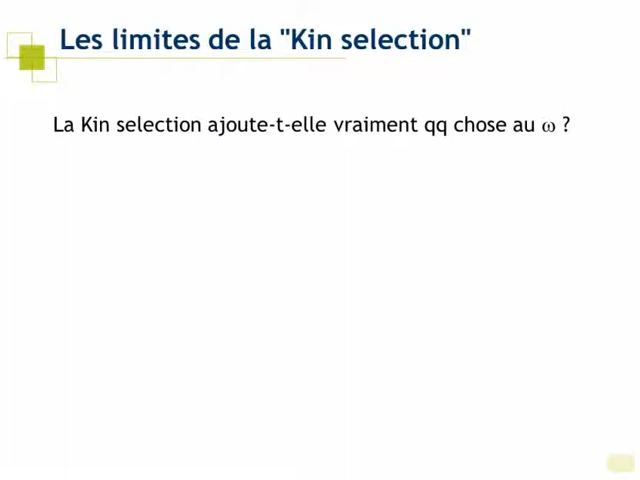 Les limites de la "Kin selection"
La Kin selection ajoute-t-elle vraiment qq chose au ω ?